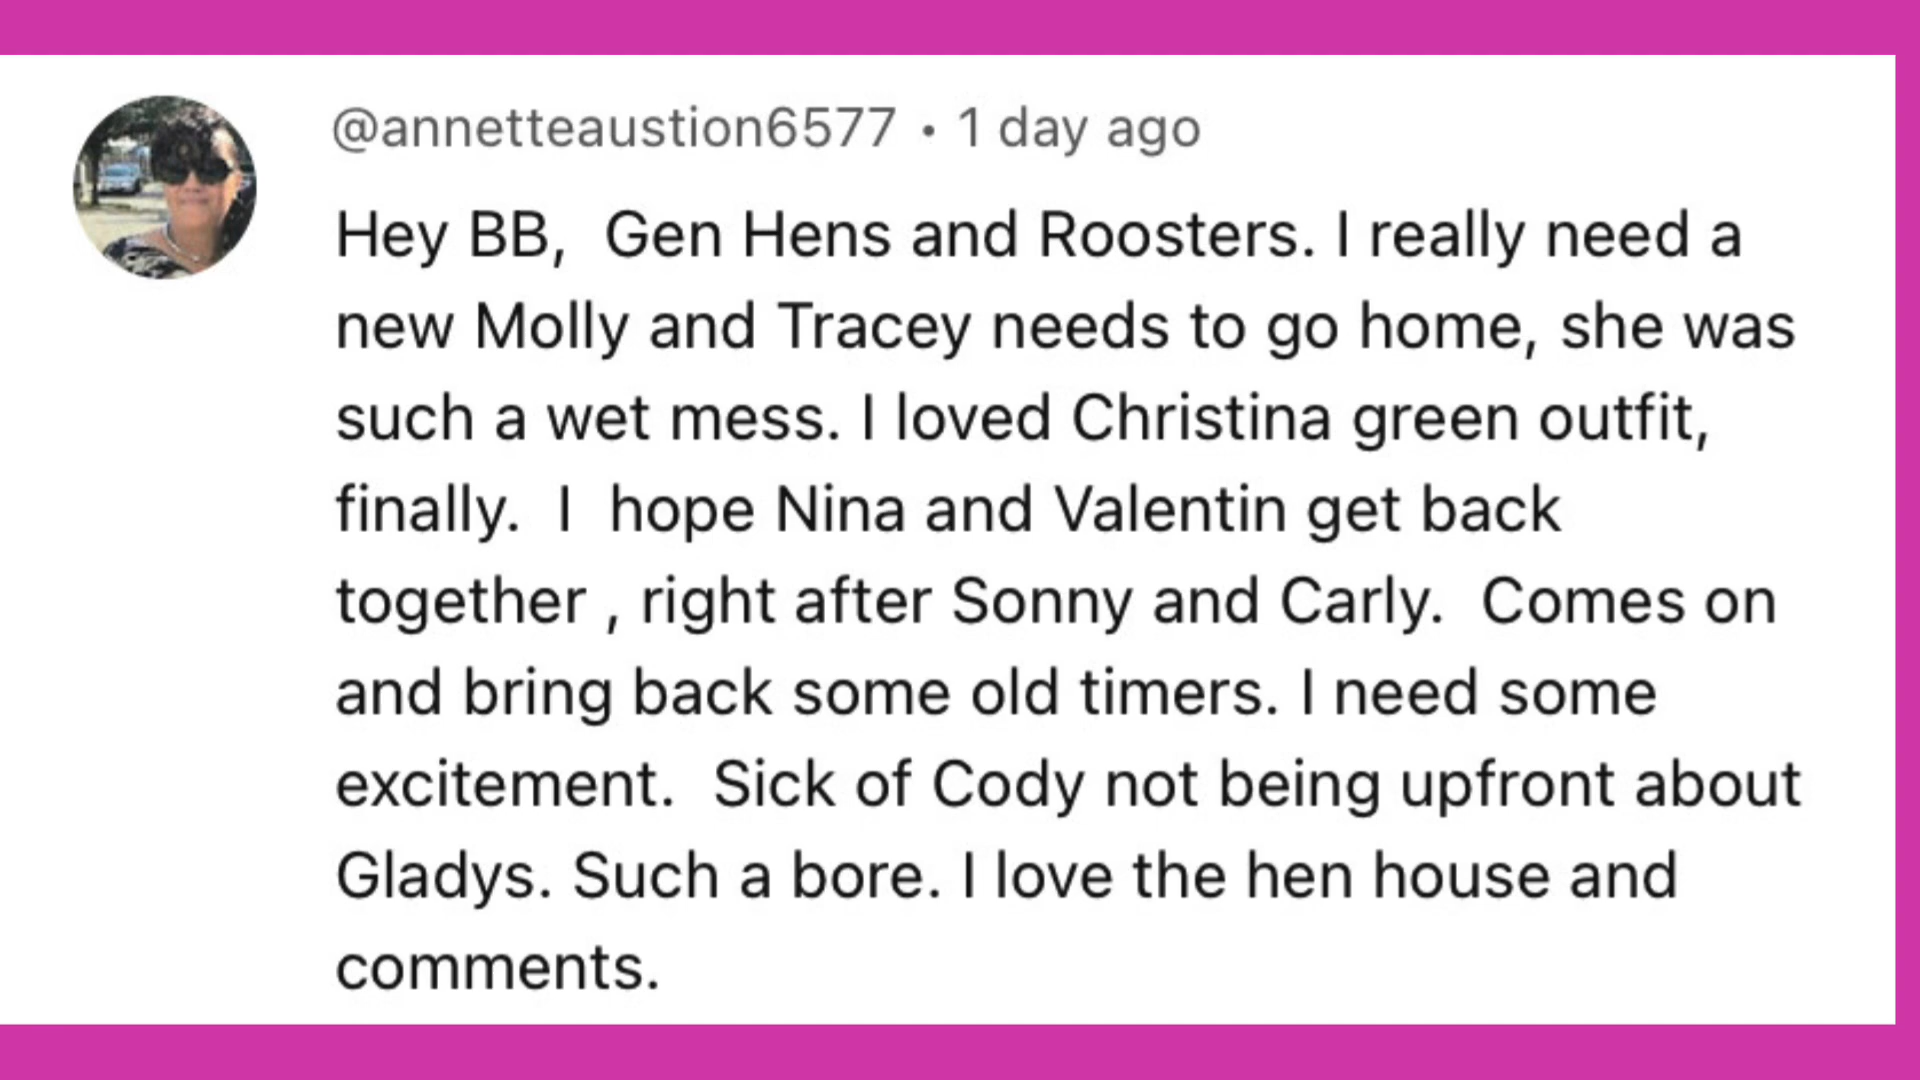 @annetteaustion6577 • 1 day ago
Hey BB,  Gen Hens and Roosters. I really need a
new Molly and Tracey needs to go home, she was
such a wet mess. I loved Christina green outfit,
finally.  I  hope Nina and Valentin get back
together , right after Sonny and Carly.  Comes on
and bring back some old timers. I need some
excitement.  Sick of Cody not being upfront about
Gladys. Such a bore. I love the hen house and
comments.